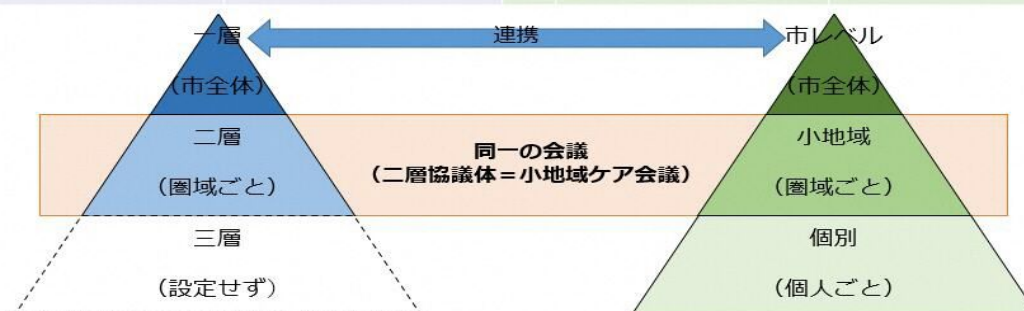 一層
連携
市レベル
(市全体)
(市全体)
二層
同一の会議
小地域
(圏域ごと)
(二層協議体=小地域ケア会議)
(圏域ごと)
三層
個別
(設定せず)
(個人ごと)